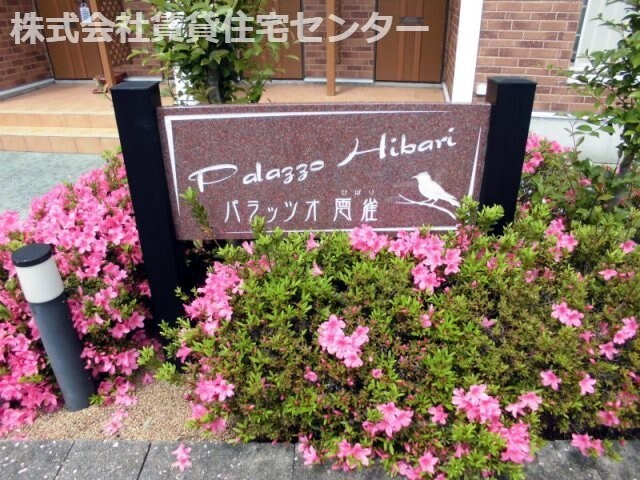 株式会社賃貸住宅センター
Palazzo Hibari
ひばり
パラッツオ 雲雀